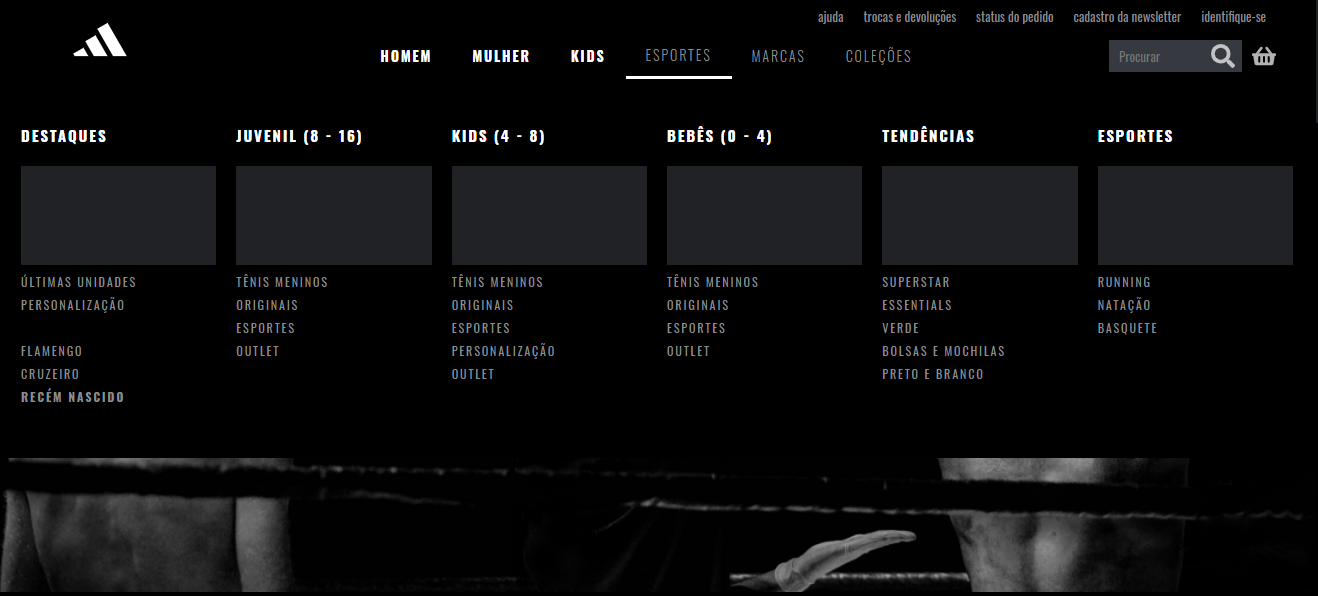 ajuda trocas e devoluções status do pedido cadastro da newsletter identifique-se
HOMEM MULHER KIDS ESPORTES MARCAS COLEÇÕES Procurar
DESTAQUES
ÚLTIMAS UNIDADES
PERSONALIZAÇÃO
FLAMENGO
CRUZEIRO
RECÉM NASCIDO
JUVENIL (8 - 16)
TÊNIS MENINOS
ORIGINAIS
ESPORTES
OUTLET
KIDS (4 - 8)
TÊNIS MENINOS
ORIGINAIS
ESPORTES
PERSONALIZAÇÃO
OUTLET
BEBÊS (0 - 4)
TÊNIS MENINOS
ORIGINAIS
ESPORTES
OUTLET
TENDÊNCIAS
SUPERSTAR
ESSENTIALS
VERDE
BOLSAS E MOCHILAS
PRETO E BRANCO
ESPORTES
RUNNING
NATAÇÃO
BASQUETE